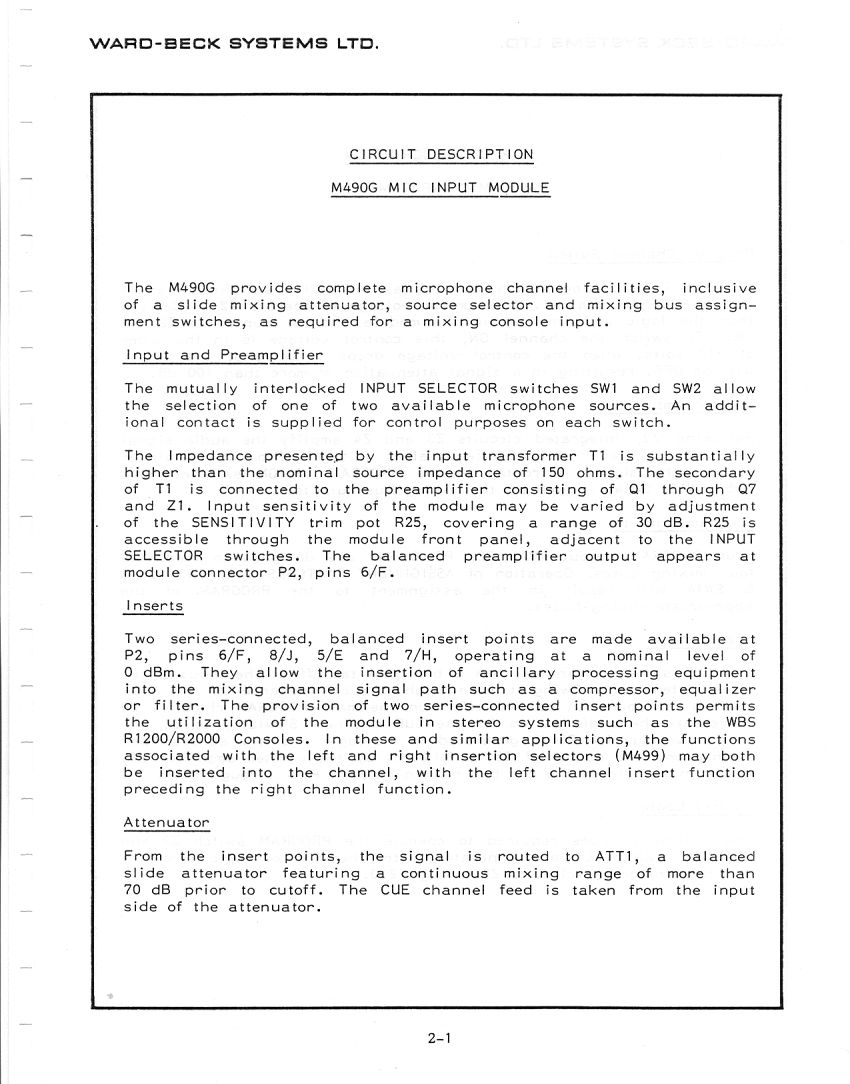 WARD-BECK SYSTEMS LTD.
CIRCUIT DESCRIPTION
M490G MIC INPUT MODULE
The M490G provides complete microphone channel facilities, inclusive
of a slide mixing attenuator, source selector and mixing bus assign-
ment switches, as required for a mixing console input.
Input and Preamplifier
The mutually interlocked INPUT SELECTOR switches SW1 and SW2 allow
the selection of one of two available microphone sources. An addit-
ional contact is supplied for control purposes on each switch.
The Impedance presented by the input transformer T1 is substantially
higher than the nominal source impedance of 150 ohms. The secondary
of T1 is connected to the preamplifier consisting of Q1 through Q7
and Z1. Input sensitivity of the module may be varied by adjustment
of the SENSITIVITY trim pot R25, covering a range of 30 dB. R25 is
accessible through the module front panel, adjacent to the INPUT
SELECTOR switches. The balanced preamplifier output appears at
module connector P2, pins 6/F.
Inserts
Two series-connected, balanced insert points are made available at
P2, pins 6/F, 8/J, 5/E and 7/H, operating at a nominal level of
0 dBm. They allow the insertion of ancillary processing equipment
into the mixing channel signal path such as a compressor, equalizer
or filter. The provision of two series-connected insert points permits
the utilization of the module in stereo systems such as the WBS
R1200/R2000 Consoles. In these and similar applications, the functions
associated with the left and right insertion selectors (M499) may both
be inserted into the channel, with the left channel insert function
preceding the right channel function.
Attenuator
From the insert points, the signal is routed to ATT1, a balanced
slide attenuator featuring a continuous mixing range of more than
70 dB prior to cutoff. The CUE channel feed is taken from the input
side of the attenuator.
2-1